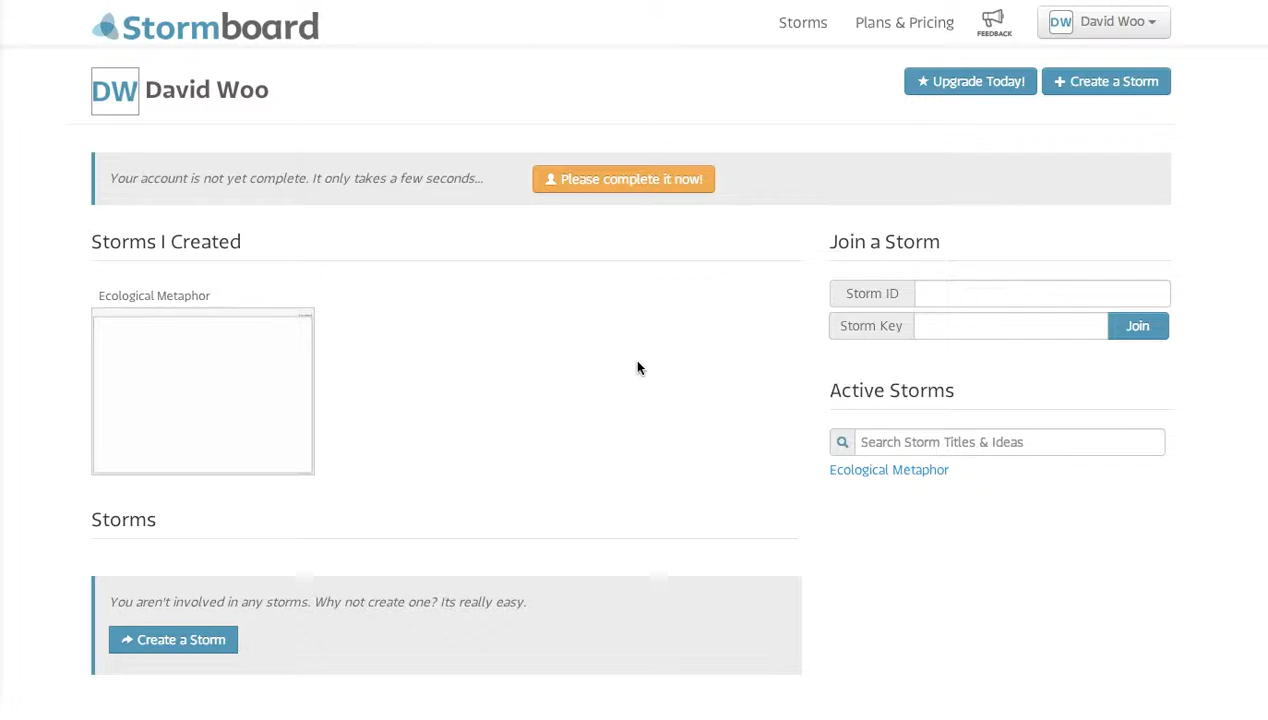 Stormboard
Storms
Plans & Pricing
FEEDBACK
DW David Woo
DW David Woo
Upgrade Today!
Create a Storm
Your account is not yet complete. It only takes a few seconds...
Please complete it now!
Storms I Created
Ecological Metaphor
Storms
You aren't involved in any storms. Why not create one? Its really easy.
Create a Storm
Join a Storm
Storm ID
Storm Key
Join
Active Storms
Search Storm Titles & Ideas
Ecological Metaphor